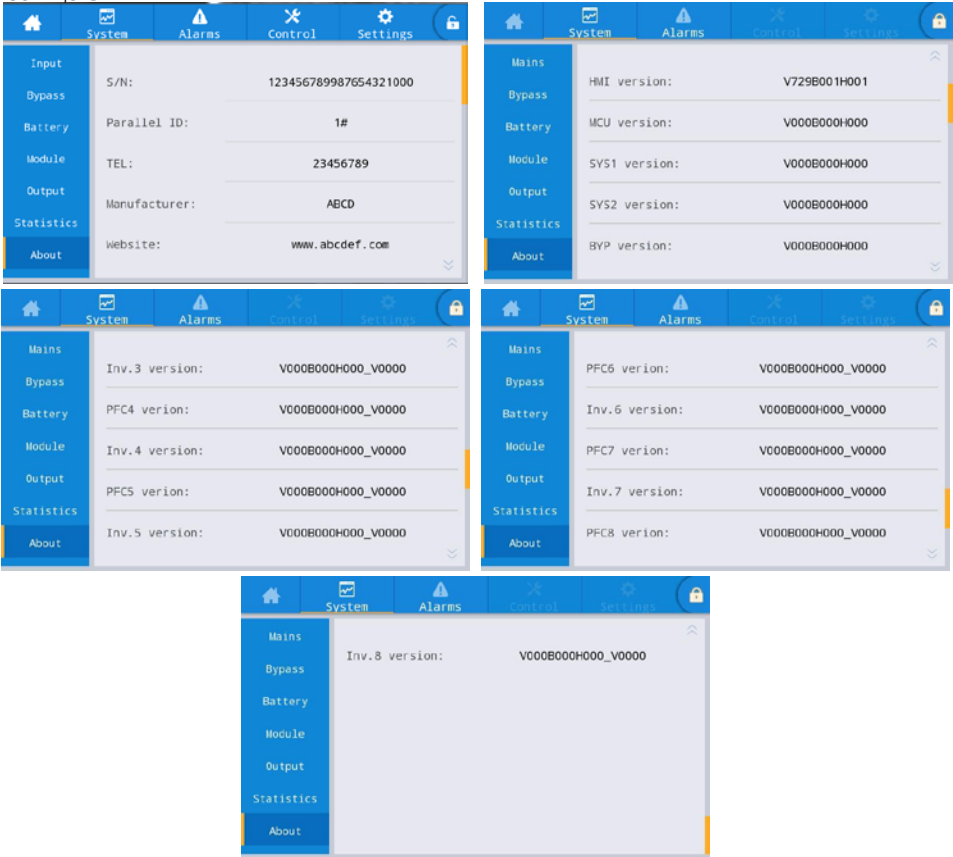 System Alarms Control Settings
Input
Bypass
Battery
Module
Output
Statistics
About
S/N: 123456789987654321000
Parallel ID: 1#
TEL: 23456789
Manufacturer: ABCD
Website: www.abcdef.com
System Alarms Control Settings
Mains
Bypass
Battery
Module
Output
Statistics
About
HMI version: V729B001H001
MCU version: V000B000H000
SYS1 version: V000B000H000
SYS2 version: V000B000H000
BYP version: V000B000H000
System Alarms Control Settings
Mains
Bypass
Battery
Module
Output
Statistics
About
Inv.3 version: V000B000H000_V0000
PFC4 verion: V000B000H000_V0000
Inv.4 version: V000B000H000_V0000
PFC5 verion: V000B000H000_V0000
Inv.5 version: V000B000H000_V0000
System Alarms Control Settings
Mains
Bypass
Battery
Module
Output
Statistics
About
PFC6 verion: V000B000H000_V0000
Inv.6 version: V000B000H000_V0000
PFC7 verion: V000B000H000_V0000
Inv.7 version: V000B000H000_V0000
PFC8 verion: V000B000H000_V0000
System Alarms Control Settings
Mains
Bypass
Battery
Module
Output
Statistics
About
Inv.8 version: V000B000H000_V0000